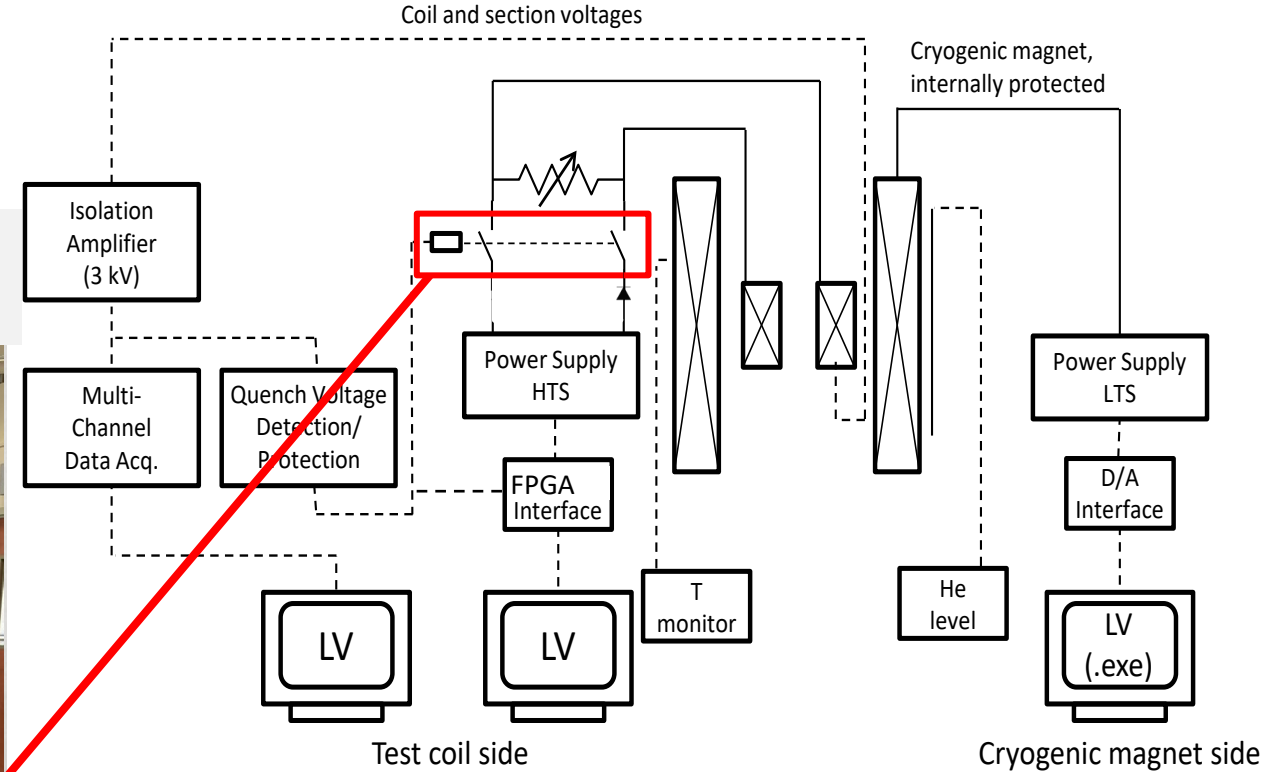 Coil and section voltages
Cryogenic magnet,
internally protected
Isolation
Amplifier
(3 kV)
Multi-
Channel
Data Acq.
Quench Voltage
Detection/
Protection
Power Supply
HTS
FPGA
Interface
Power Supply
LTS
D/A
Interface
T
monitor
He
level
LV
LV
LV
(.exe)
Test coil side
Cryogenic magnet side